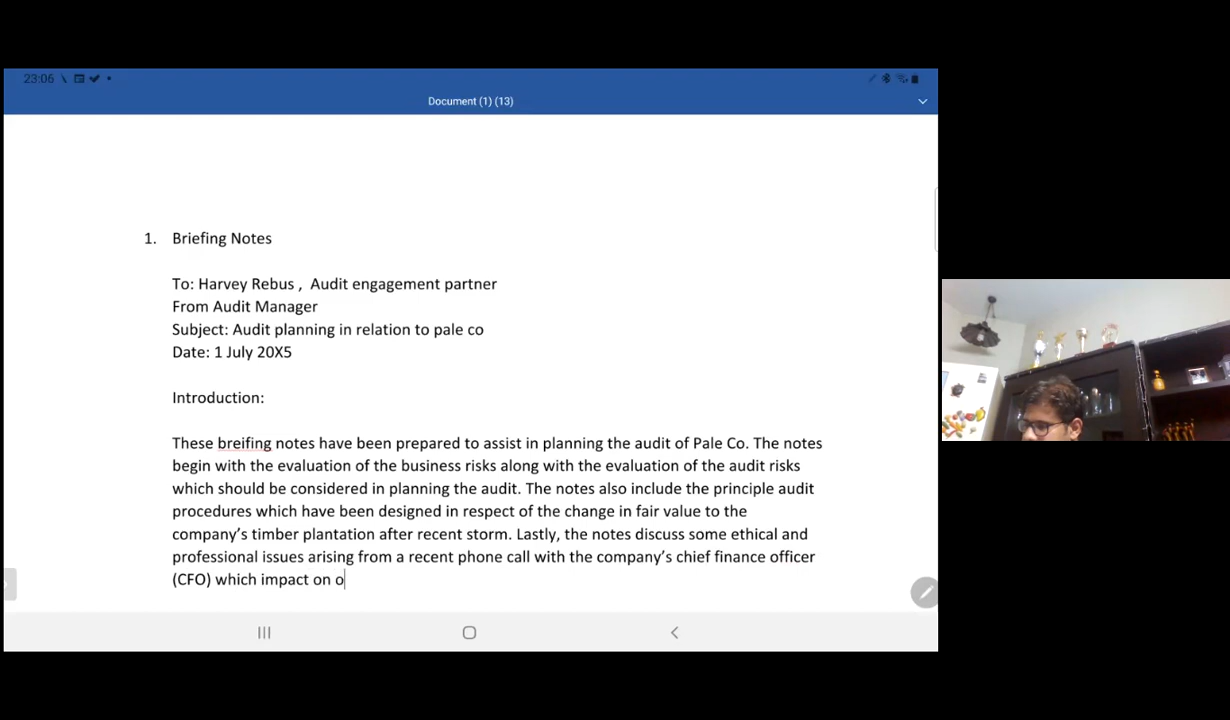 23:06
Document (1) (13)
1. Briefing Notes
To: Harvey Rebus , Audit engagement partner
From Audit Manager
Subject: Audit planning in relation to pale co
Date: 1 July 20X5
Introduction:
These breifing notes have been prepared to assist in planning the audit of Pale Co. The notes
begin with the evaluation of the business risks along with the evaluation of the audit risks
which should be considered in planning the audit. The notes also include the principle audit
procedures which have been designed in respect of the change in fair value to the
company's timber plantation after recent storm. Lastly, the notes discuss some ethical and
professional issues arising from a recent phone call with the company's chief finance officer
(CFO) which impact on o